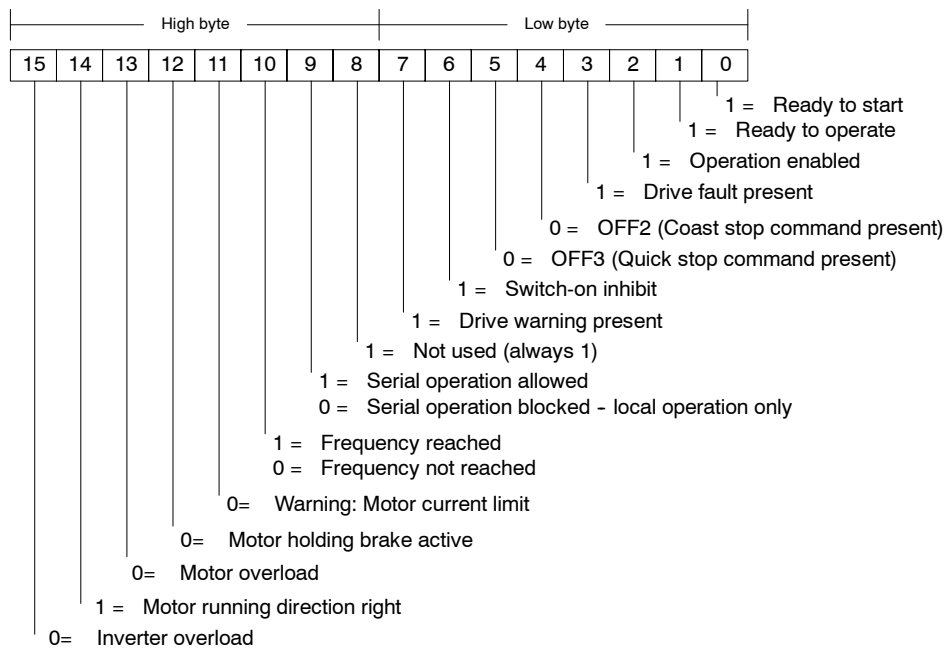 High byte Low byte
15 14 13 12 11 10 9 8 7 6 5 4 3 2 1 0
1 = Ready to start
1 = Ready to operate
1 = Operation enabled
1 = Drive fault present
0 = OFF2 (Coast stop command present)
0 = OFF3 (Quick stop command present)
1 = Switch-on inhibit
1 = Drive warning present
1 = Not used (always 1)
1 = Serial operation allowed
0 = Serial operation blocked - local operation only
1 = Frequency reached
0 = Frequency not reached
0= Warning: Motor current limit
0= Motor holding brake active
0= Motor overload
1 = Motor running direction right
0= Inverter overload